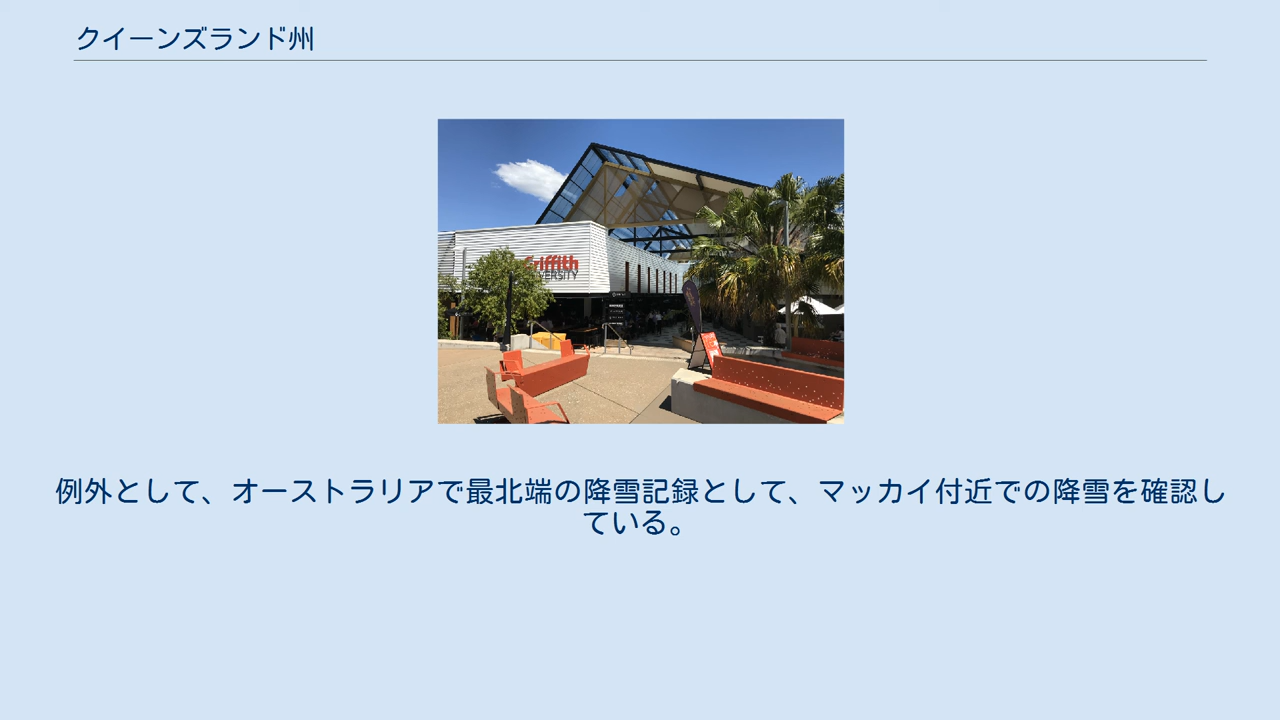 クイーンズランド州
Griffith
UNIVERSITY
例外として、オーストラリアで最北端の降雪記録として、マッカイ付近での降雪を確認し
ている。